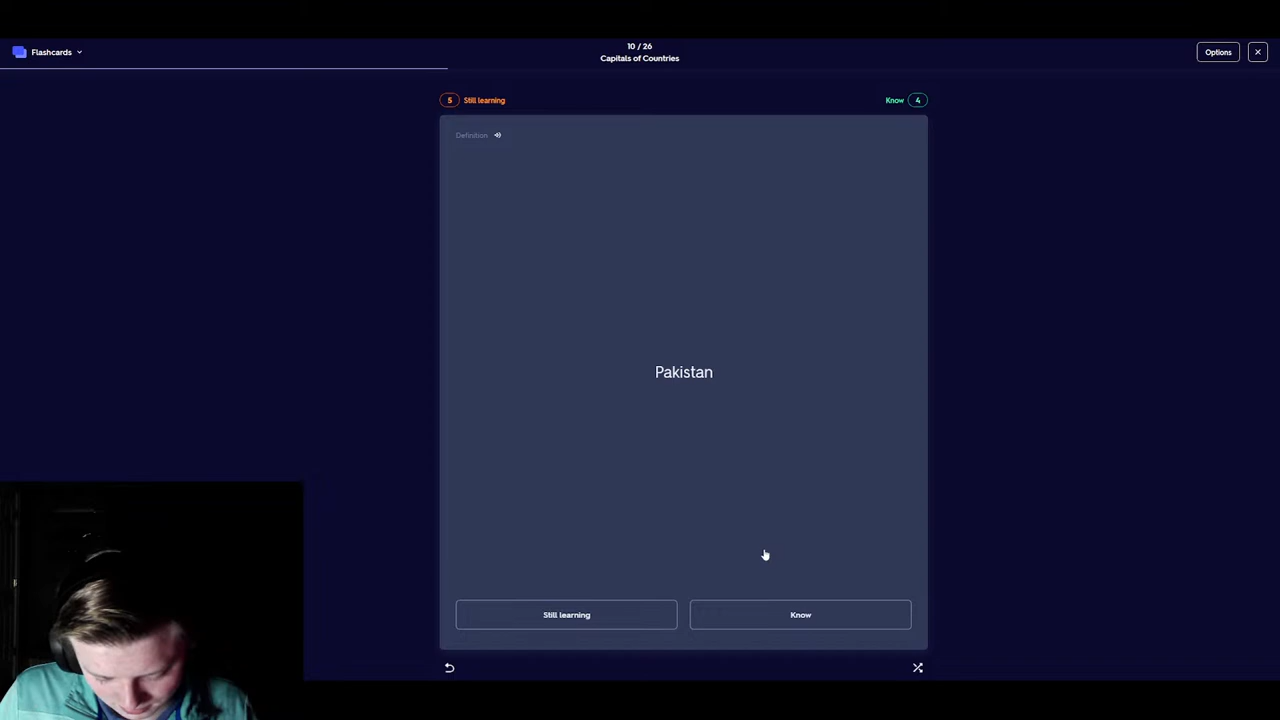 Flashcards
10 / 26
Capitals of Countries
Options
5 Still learning
Know 4
Definition
Pakistan
Still learning
Know